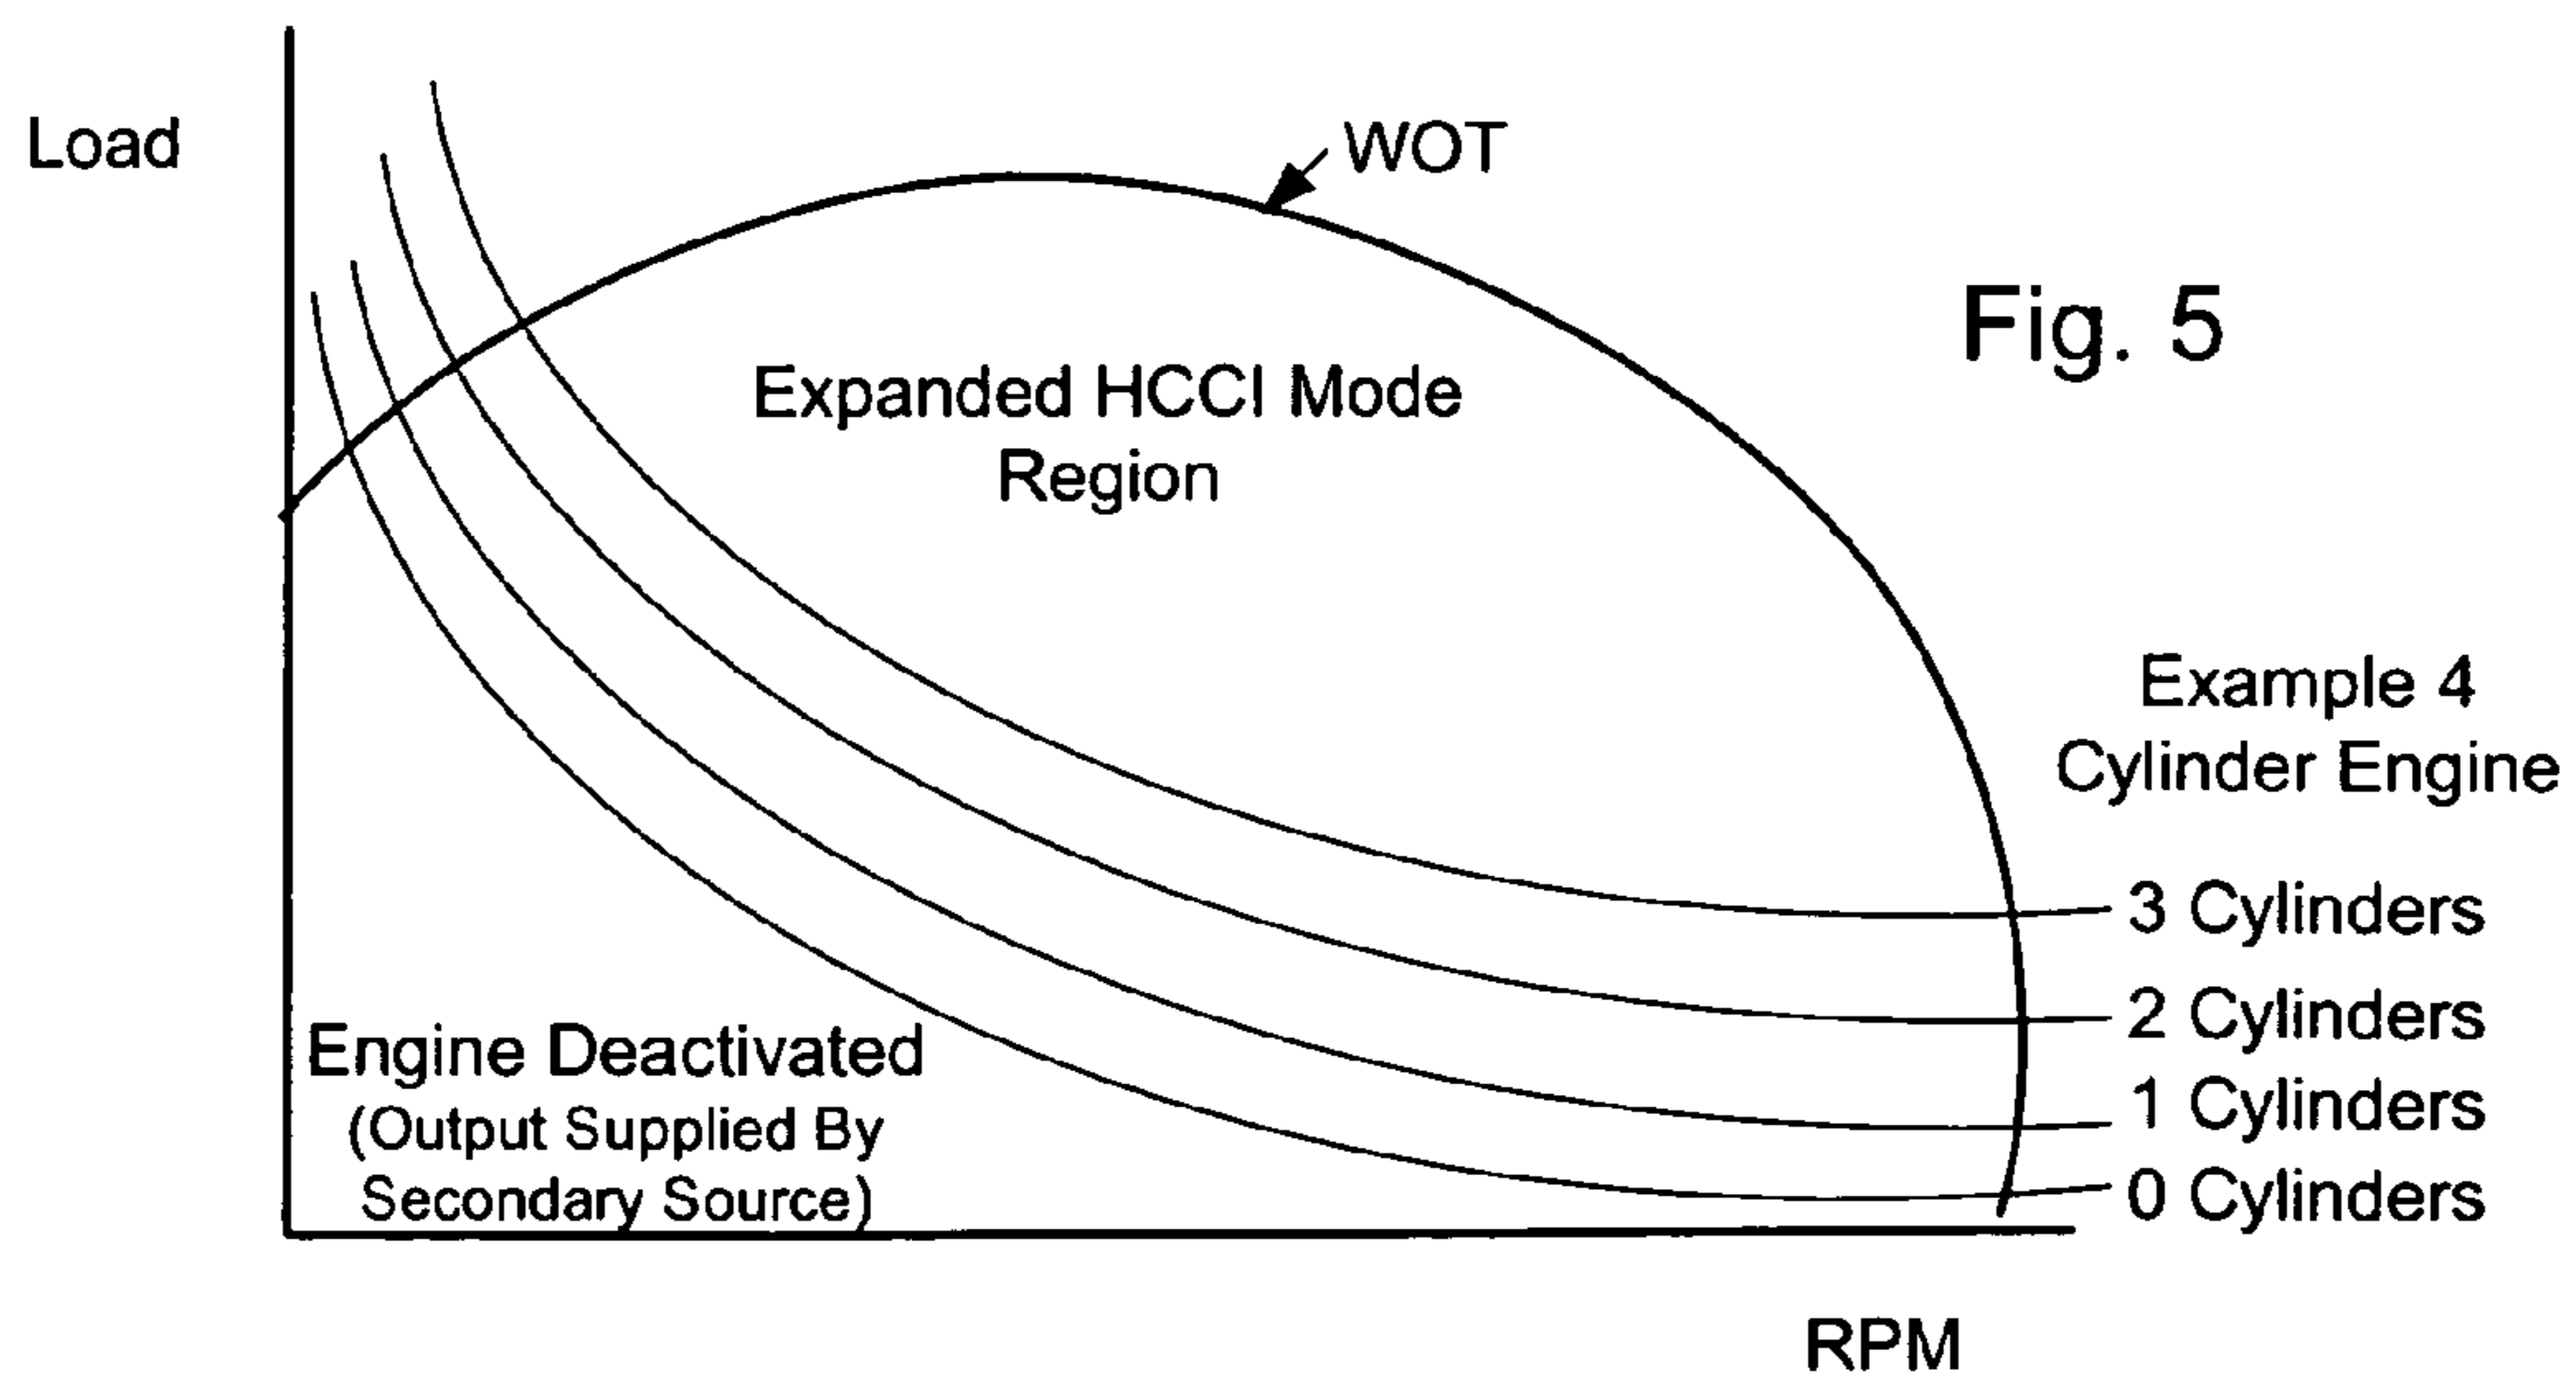 Load
WOT
Fig. 5
Expanded HCCI Mode
Region
Example 4
Cylinder Engine
3 Cylinders
2 Cylinders
1 Cylinders
0 Cylinders
Engine Deactivated
(Output Supplied By
Secondary Source)
RPM